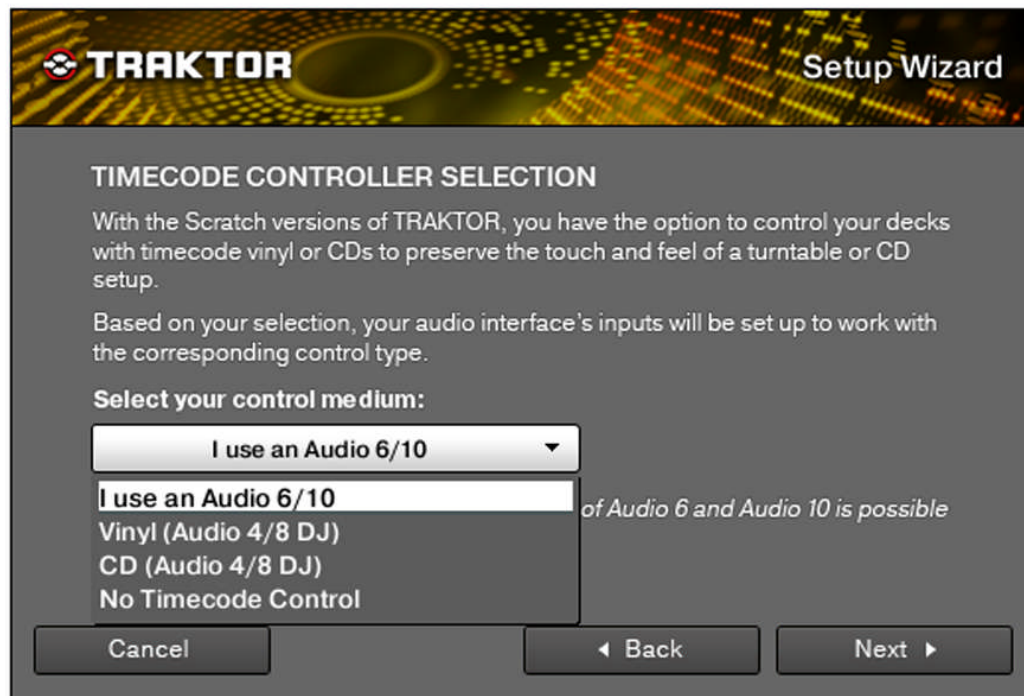 TRAKTOR
Setup Wizard
TIMECODE CONTROLLER SELECTION
With the Scratch versions of TRAKTOR, you have the option to control your decks
with timecode vinyl or CDs to preserve the touch and feel of a turntable or CD
setup.
Based on your selection, your audio interface's inputs will be set up to work with
the corresponding control type.
Select your control medium:
I use an Audio 6/10
I use an Audio 6/10
of Audio 6 and Audio 10 is possible
Vinyl (Audio 4/8 DJ)
CD (Audio 4/8 DJ)
No Timecode Control
Cancel
Back
Next